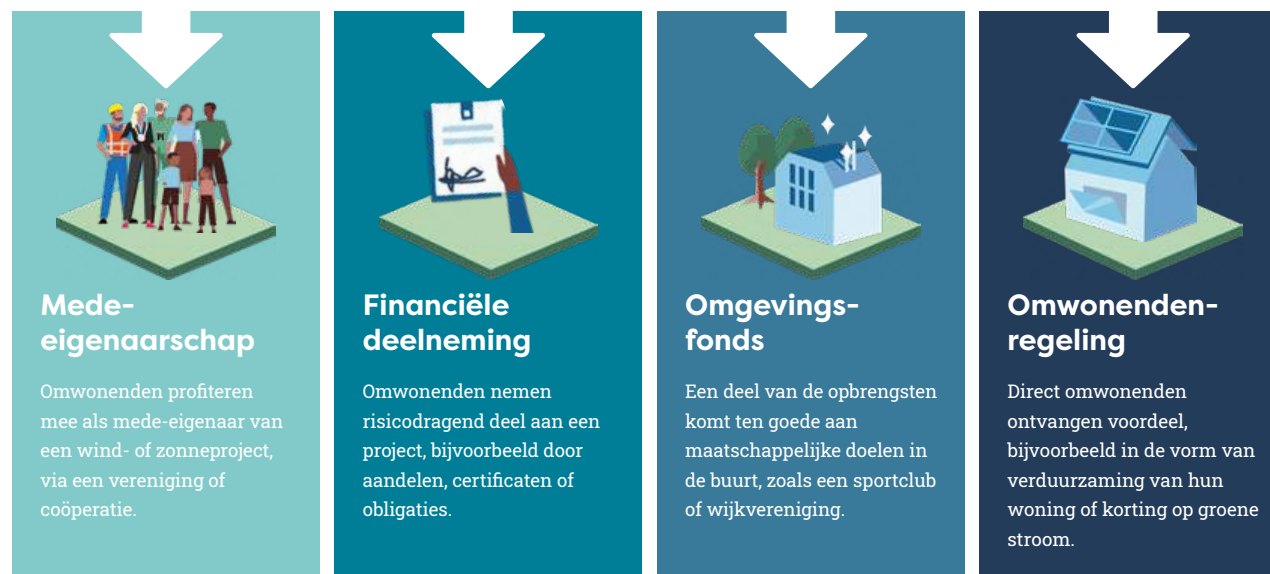 Mede-
eigenaarschap
Omwonenden profiteren
mee als mede-eigenaar van
een wind- of zonneproject,
via een vereniging of
coöperatie.
Financiële
deelneming
Omwonenden nemen
risicodragend deel aan een
project, bijvoorbeeld door
aandelen, certificaten of
obligaties.
Omgevings-
fonds
Een deel van de opbrengsten
komt ten goede aan
maatschappelijke doelen in
de buurt, zoals een sportclub
of wijkvereniging.
Omwonenden-
regeling
Direct omwonenden
ontvangen voordeel,
bijvoorbeeld in de vorm van
verduurzaming van hun
woning of korting op groene
stroom.